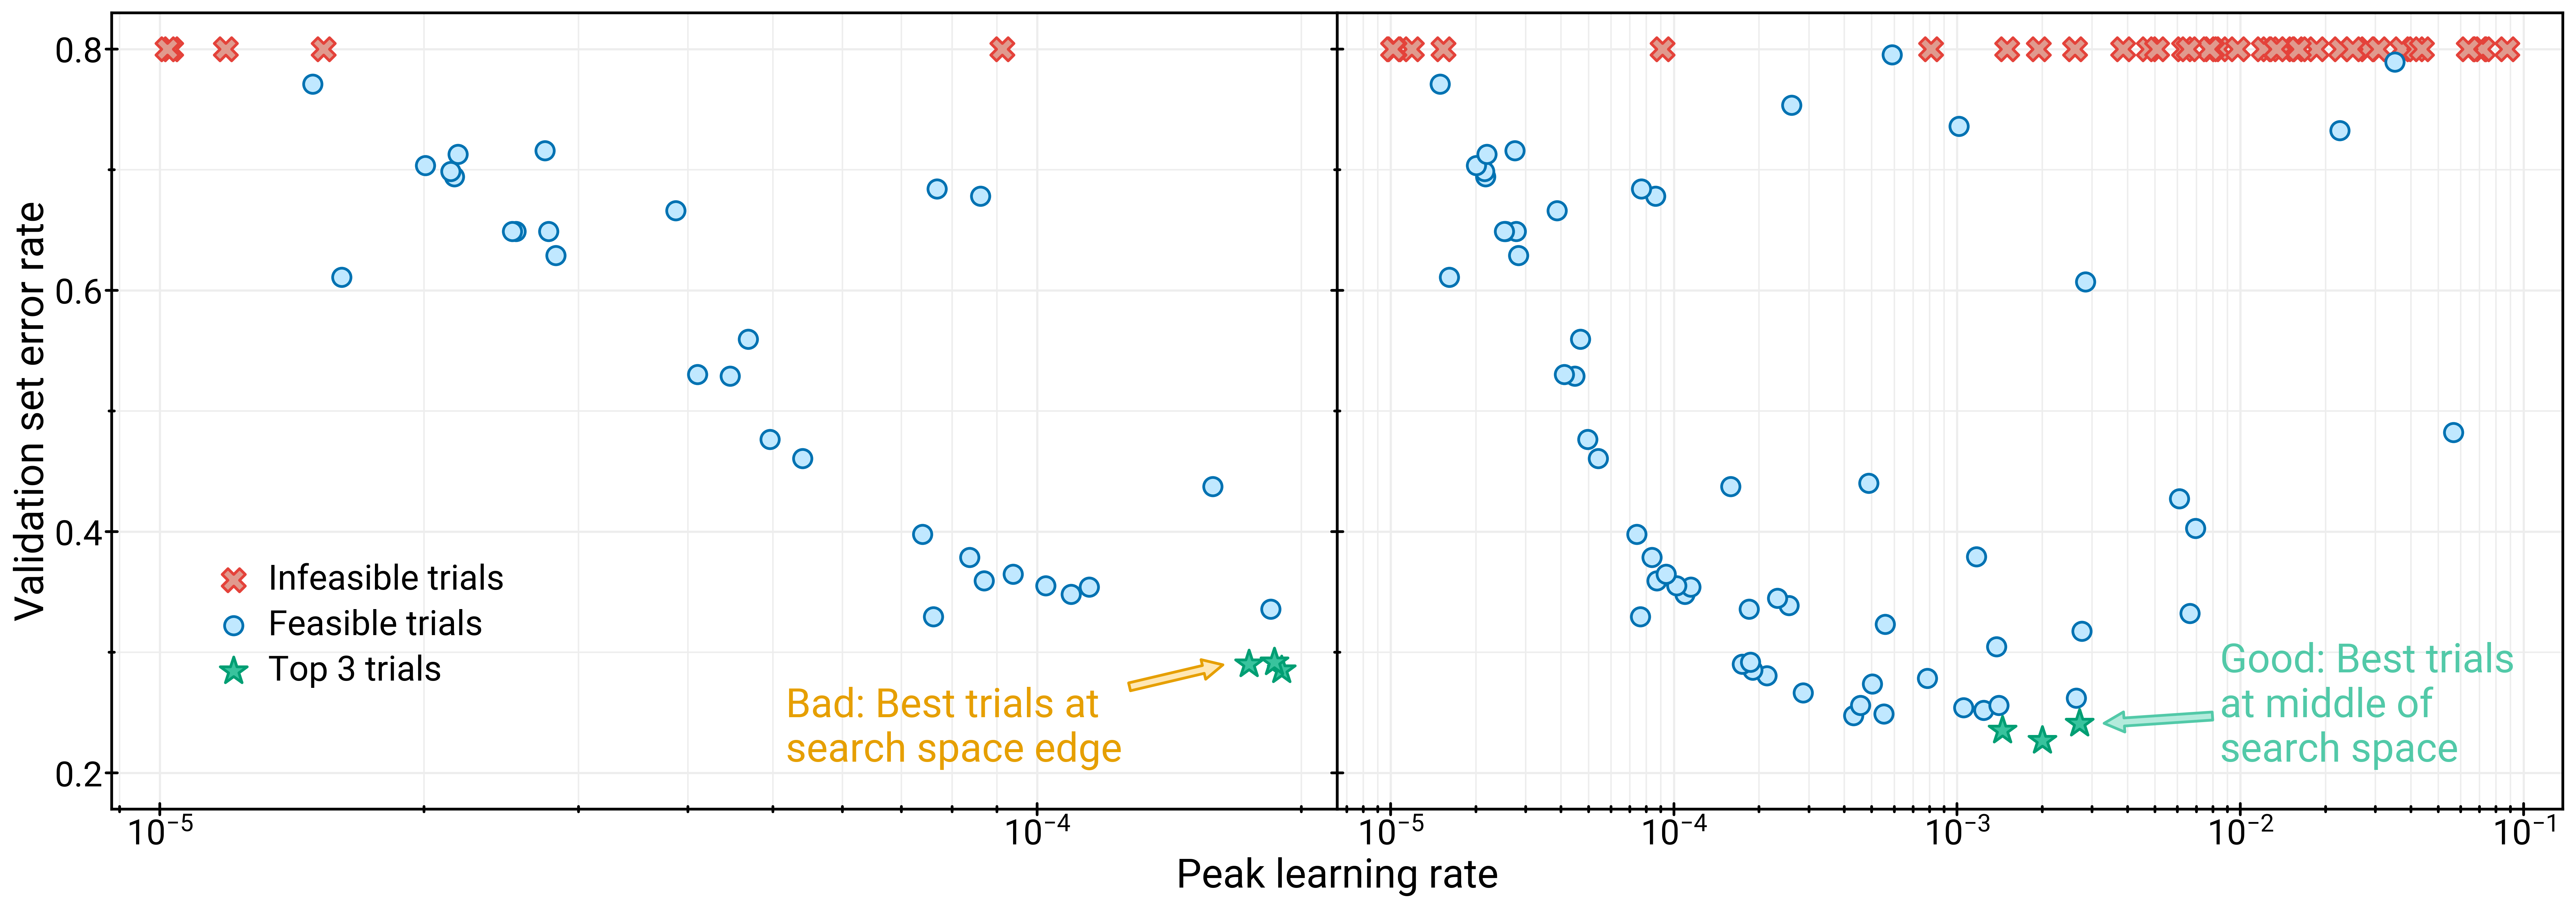 Validation set error rate
0.8
0.6
0.4
0.2
Infeasible trials
Feasible trials
Top 3 trials
Bad: Best trials at
search space edge
Good: Best trials
at middle of
search space
10⁻⁵
10⁻⁴
10⁻⁵
10⁻⁴
10⁻³
10⁻²
10⁻¹
Peak learning rate